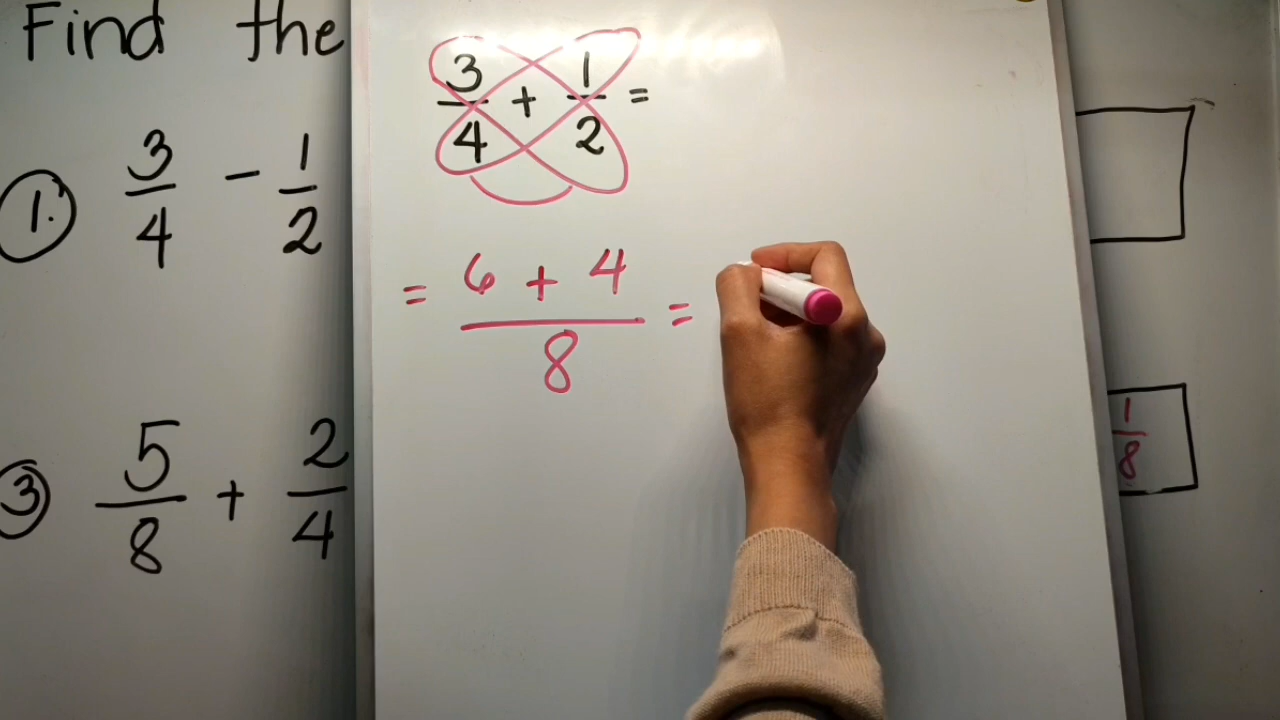 Find the
① 3/4 - 1/2
③ 5/8 + 2/4
3/4 + 1/2 =
= 6 + 4/8 =
1/8